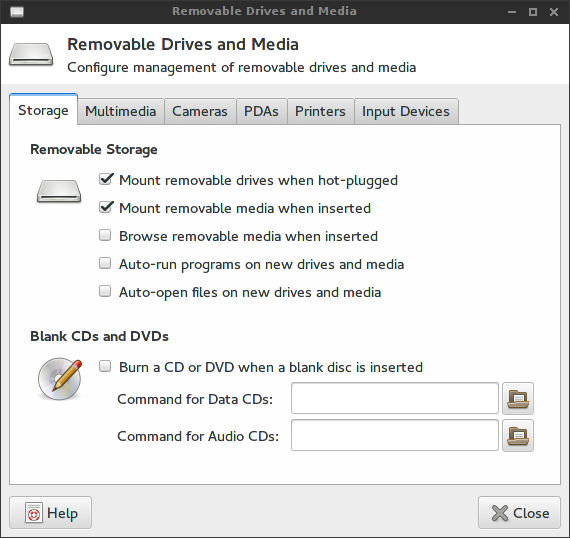 Removable Drives and Media
Removable Drives and Media
Configure management of removable drives and media
Storage Multimedia Cameras PDAs Printers Input Devices
Removable Storage
Mount removable drives when hot-plugged
Mount removable media when inserted
Browse removable media when inserted
Auto-run programs on new drives and media
Auto-open files on new drives and media
Blank CDs and DVDs
Burn a CD or DVD when a blank disc is inserted
Command for Data CDs:
Command for Audio CDs:
Help Close